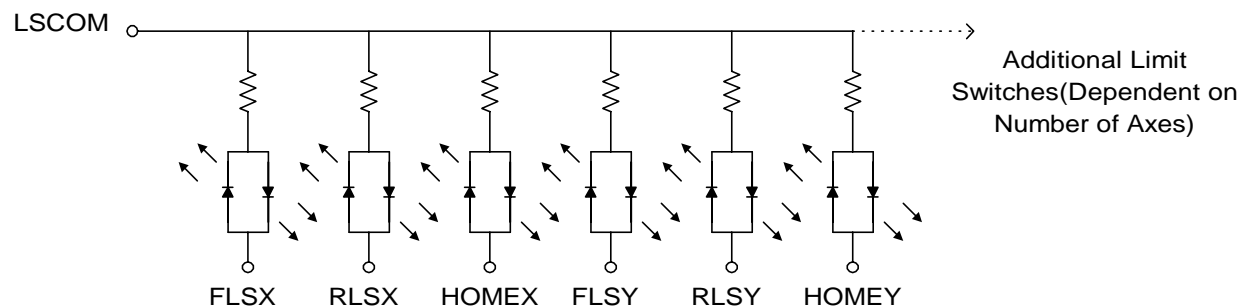 LSCOM
Additional Limit
Switches(Dependent on
Number of Axes)
FLSX RLSX HOMEX FLSY RLSY HOMEY